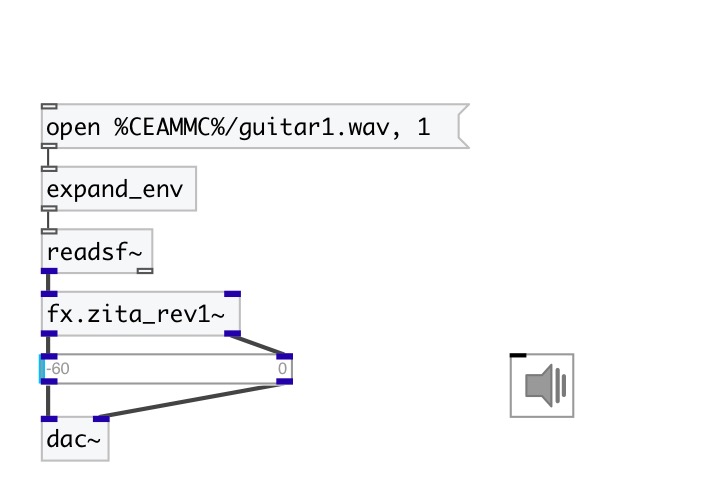 open %CEAMMC%/guitar1.wav, 1
expand_env
readsf~
fx.zita_rev1~
-60 0
dac~